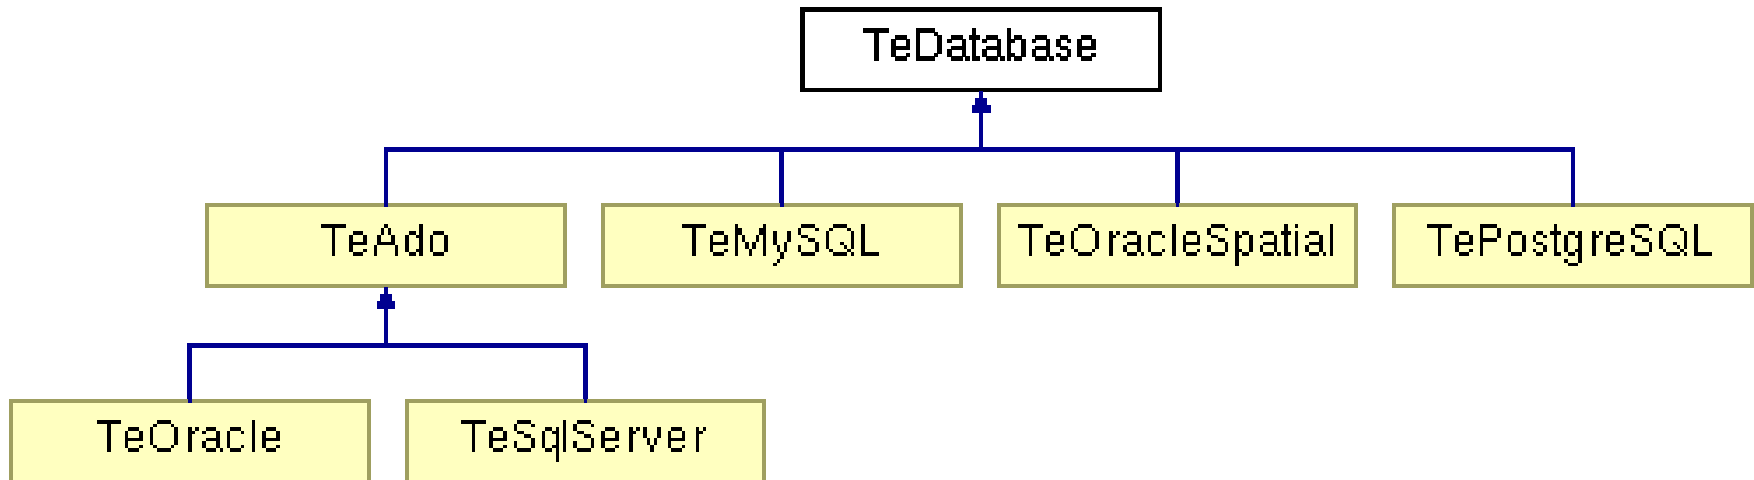 TeDatabase
TeAdo
TeMySQL
TeOracleSpatial
TePostgreSQL
TeOracle
TeSqlServer